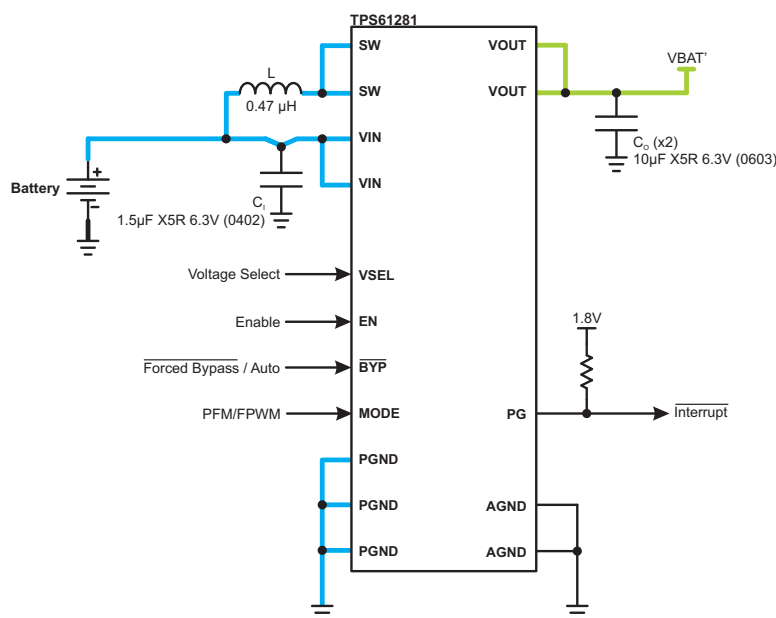 TPS61281
SW
VOUT
VBAT'
L
SW
VOUT
0.47 µH
CO (x2)
10µF X5R 6.3V (0603)
VIN
+
Battery
VIN
–
CI
1.5µF X5R 6.3V (0402)
Voltage Select
VSEL
1.8V
Enable
EN
Forced Bypass / Auto
BYP
PFM/FPWM
MODE
PG
Interrupt
PGND
PGND
AGND
PGND
AGND